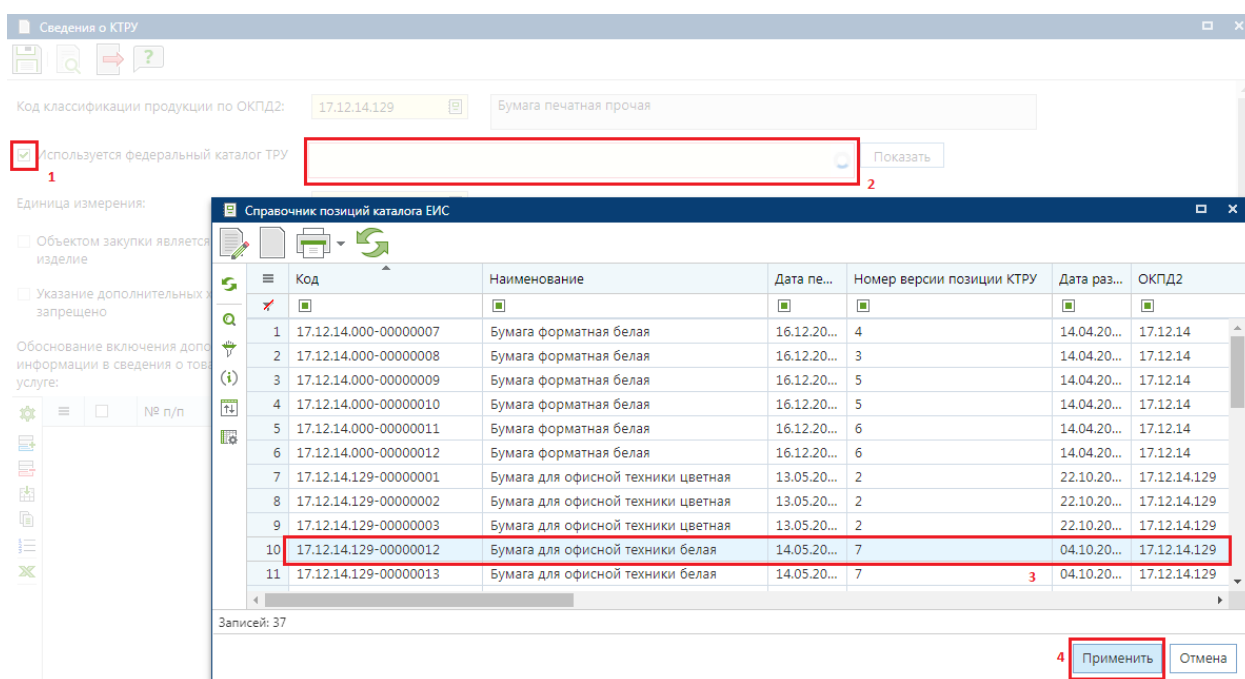 Сведения о КТРУ
Код классификации продукции по ОКПД2: 17.12.14.129 Бумага печатная прочая
Используется федеральный каталог ТРУ Показать
1
2
Единица измерения:
Справочник позиций каталога ЕИС
Объектом закупки является
изделие
Указание дополнительных
запрещено
Обоснование включения допо
информации в сведения о това
услуге:
№ п/п
Код Наименование Дата пе... Номер версии позиции КТРУ Дата раз... ОКПД2
1 17.12.14.000-00000007 Бумага форматная белая 16.12.20... 4 14.04.20... 17.12.14
2 17.12.14.000-00000008 Бумага форматная белая 16.12.20... 3 14.04.20... 17.12.14
3 17.12.14.000-00000009 Бумага форматная белая 16.12.20... 5 14.04.20... 17.12.14
4 17.12.14.000-00000010 Бумага форматная белая 16.12.20... 5 14.04.20... 17.12.14
5 17.12.14.000-00000011 Бумага форматная белая 16.12.20... 6 14.04.20... 17.12.14
6 17.12.14.000-00000012 Бумага форматная белая 16.12.20... 6 14.04.20... 17.12.14
7 17.12.14.129-00000001 Бумага для офисной техники цветная 13.05.20... 2 22.10.20... 17.12.14.129
8 17.12.14.129-00000002 Бумага для офисной техники цветная 13.05.20... 2 22.10.20... 17.12.14.129
9 17.12.14.129-00000003 Бумага для офисной техники цветная 13.05.20... 2 22.10.20... 17.12.14.129
10 17.12.14.129-00000012 Бумага для офисной техники белая 14.05.20... 7 04.10.20... 17.12.14.129
11 17.12.14.129-00000013 Бумага для офисной техники белая 14.05.20... 7 3 04.10.20... 17.12.14.129
Записей: 37
4 Применить Отмена